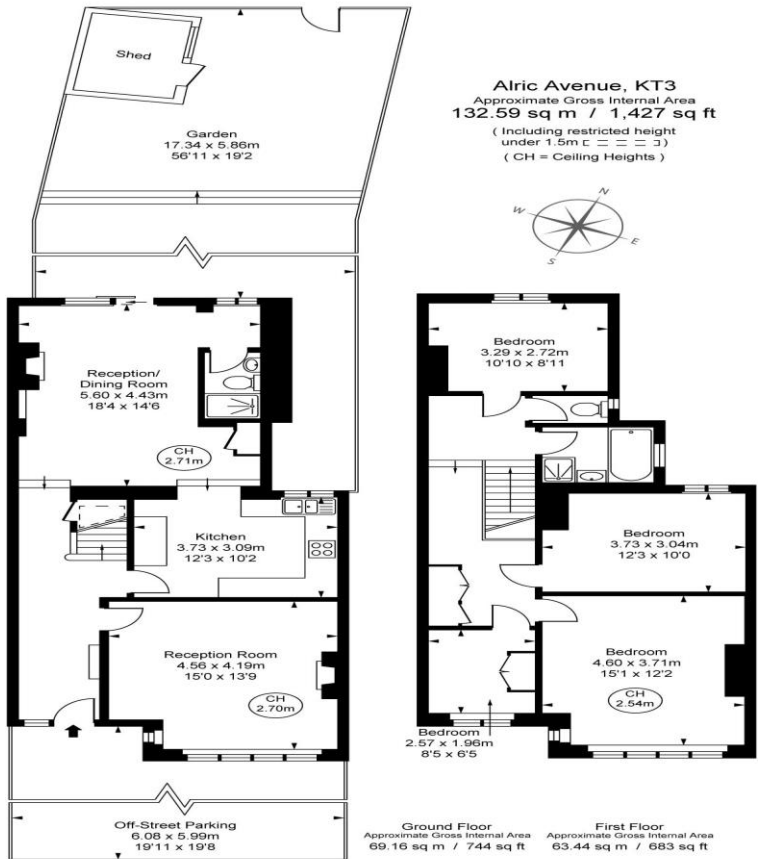 Shed
Garden
17.34 x 5.86m
56'11 x 19'2
Alric Avenue, KT3
Approximate Gross Internal Area
132.59 sq m / 1,427 sq ft
( Including restricted height
under 1.5m )
( CH = Ceiling Heights )
N
W
E
S
Reception/
Dining Room
5.60 x 4.43m
18'4 x 14'6
CH
2.71m
Kitchen
3.73 x 3.09m
12'3 x 10'2
Reception Room
4.56 x 4.19m
15'0 x 13'9
CH
2.70m
Off-Street Parking
6.08 x 5.99m
19'11 x 19'8
Bedroom
3.29 x 2.72m
10'10 x 8'11
Bedroom
3.73 x 3.04m
12'3 x 10'0
Bedroom
4.60 x 3.71m
15'1 x 12'2
CH
2.54m
Bedroom
2.57 x 1.96m
8'5 x 6'5
Ground Floor
Approximate Gross Internal Area
69.16 sq m / 744 sq ft
First Floor
Approximate Gross Internal Area
63.44 sq m / 683 sq ft